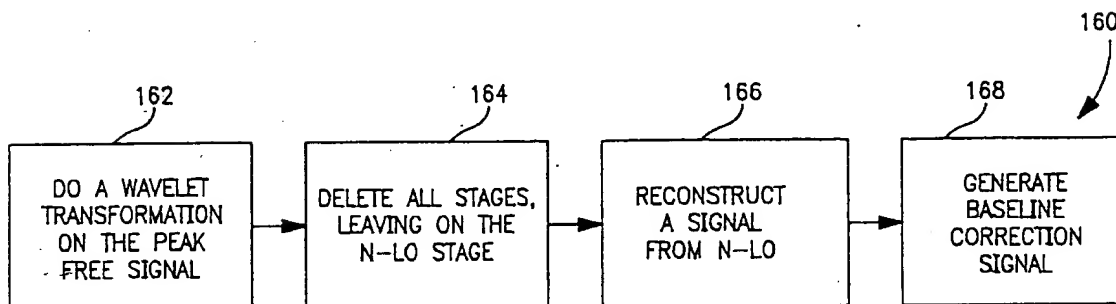 160
162
164
166
168
DO A WAVELET
TRANSFORMATION
ON THE PEAK
FREE SIGNAL
DELETE ALL STAGES,
LEAVING ON THE
N-LO STAGE
RECONSTRUCT
A SIGNAL
FROM N-LO
GENERATE
BASELINE
CORRECTION
SIGNAL